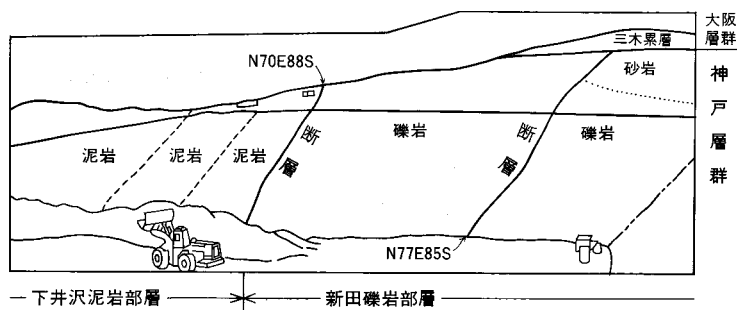 大阪層群
三木累層
神戸層群
砂岩
N70E88S
泥岩
泥岩
泥岩
断層
礫岩
断層
礫岩
N77E85S
下井沢泥岩部層
新田礫岩部層